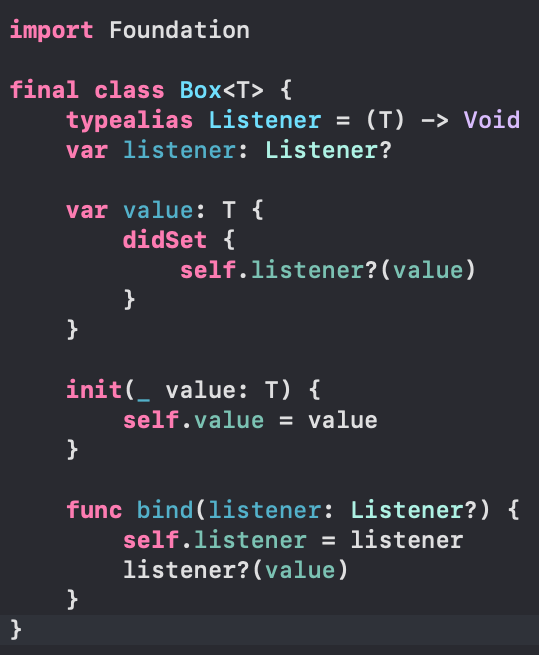 import Foundation

final class Box<T> {
    typealias Listener = (T) -> Void
    var listener: Listener?

    var value: T {
        didSet {
            self.listener?(value)
        }
    }

    init(_ value: T) {
        self.value = value
    }

    func bind(listener: Listener?) {
        self.listener = listener
        listener?(value)
    }
}